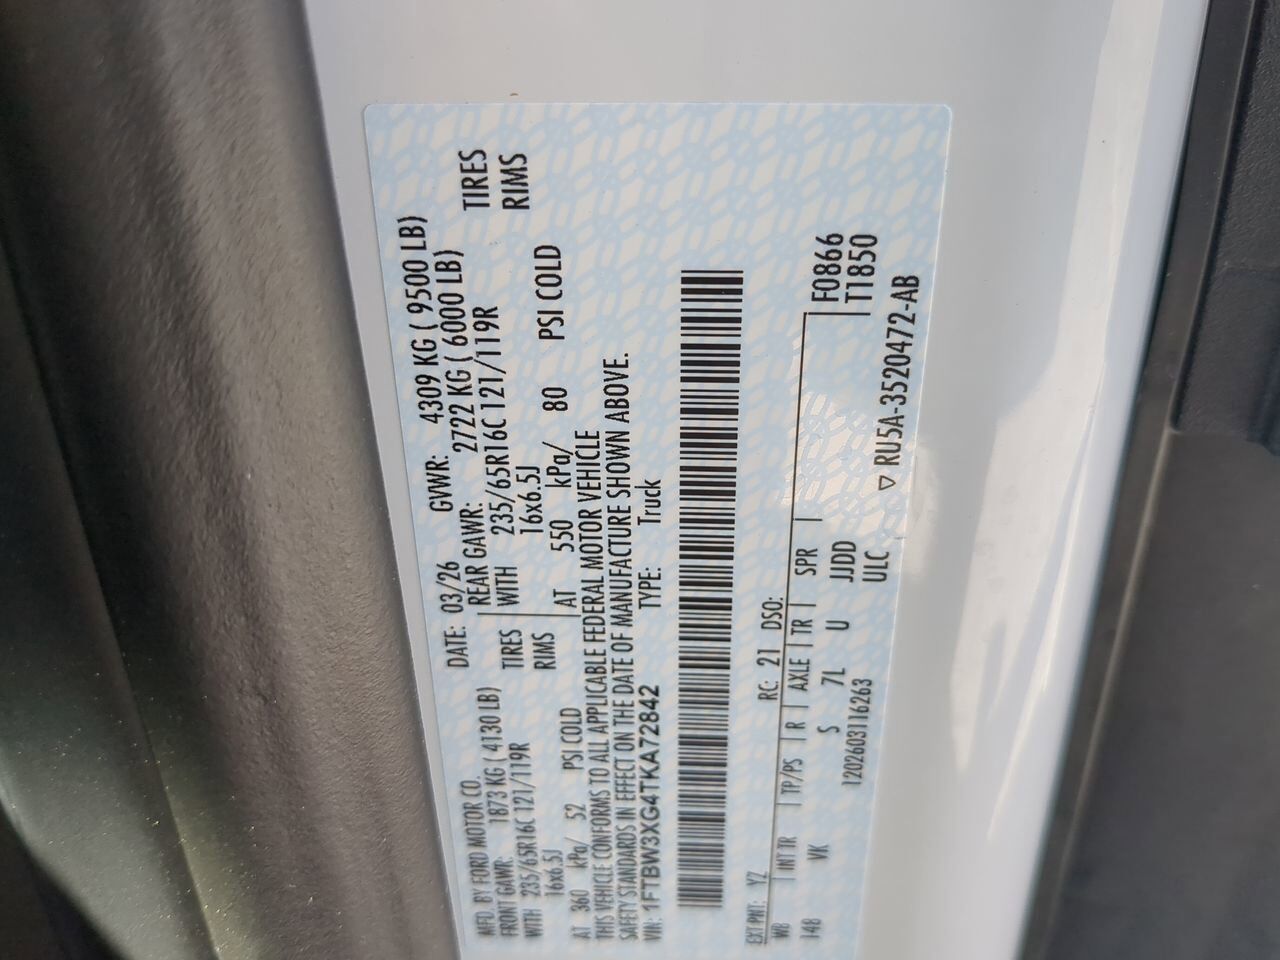 MFD. BY FORD MOTOR CO. DATE: 03/26 GVWR: 4309 KG ( 9500 LB)
FRONT GAWR: 1873 KG ( 4130 LB) REAR GAWR: 2722 KG ( 6000 LB)
WITH 235/65R16C 121/119R TIRES WITH 235/65R16C 121/119R TIRES
16x6.5J RIMS 16x6.5J RIMS
AT 360 kPa/ 52 PSI COLD AT 550 kPa/ 80 PSI COLD
THIS VEHICLE CONFORMS TO ALL APPLICABLE FEDERAL MOTOR VEHICLE
SAFETY STANDARDS IN EFFECT ON THE DATE OF MANUFACTURE SHOWN ABOVE.
VIN: 1FTBW3XG4TKA72842 TYPE: Truck
EXT PNT: YZ RC: 21 DSO:
WB INT TR TP/PS R AXLE TR SPR F0866
148 VK S 7L U JJDD T1850
120260311626​3 ULC
▽ RU5A-3520472-AB